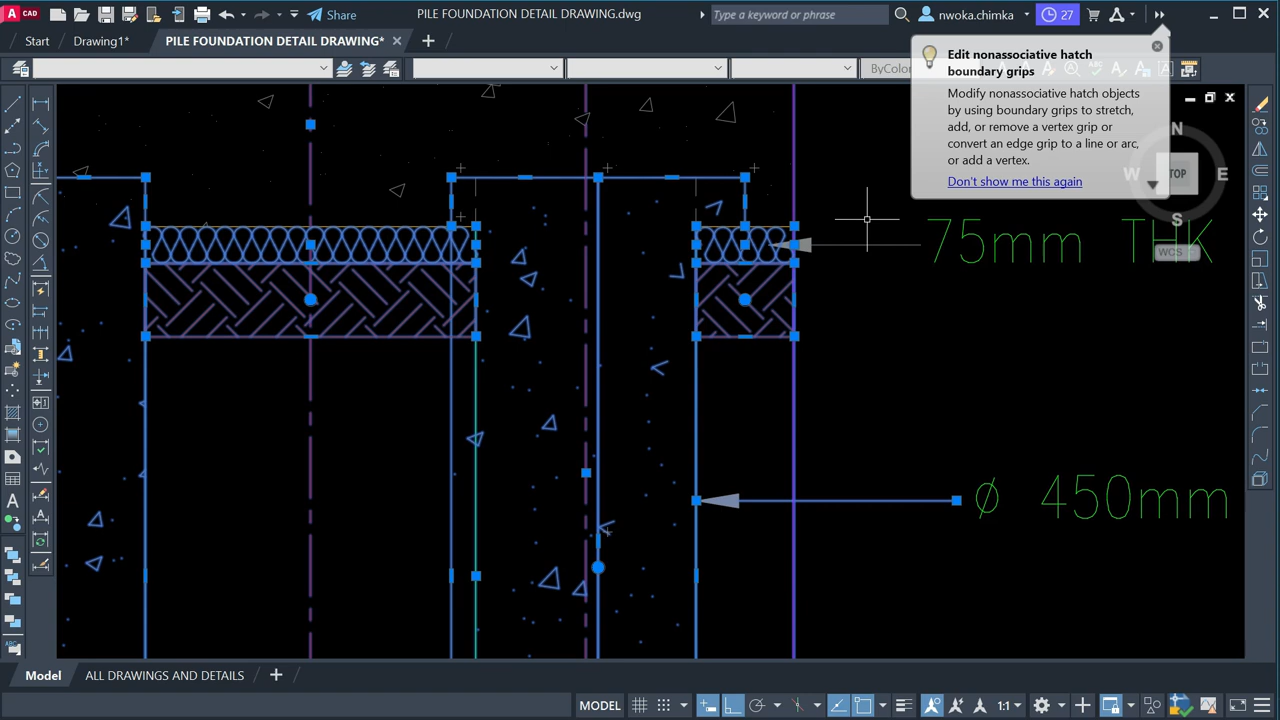 A CAD
Share
PILE FOUNDATION DETAIL DRAWING.dwg
Type a keyword or phrase
nwoka.chimka
27
Start
Drawing1*
PILE FOUNDATION DETAIL DRAWING*
Edit nonassociative hatch
boundary grips
Modify nonassociative hatch objects
by using boundary grips to stretch,
add, or remove a vertex grip or
convert an edge grip to a line or arc,
or add a vertex.
Don't show me this again
ByColor
N
W
TOP
E
S
WCS
75mm THK
Ø 450mm
A
Model
ALL DRAWINGS AND DETAILS
MODEL
1:1